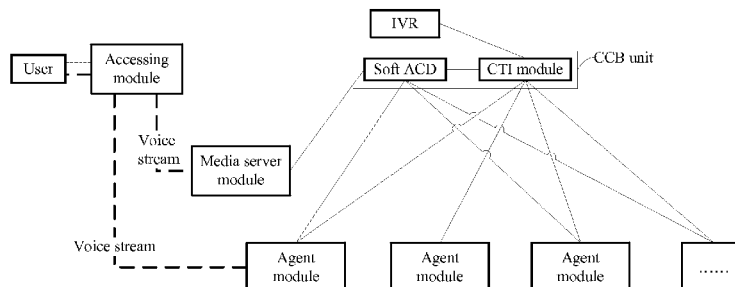 IVR
CCB unit
User
Accessing
module
Soft ACD
CTI module
Voice
stream
Media server
module
Voice stream
Agent
module
Agent
module
Agent
module
......